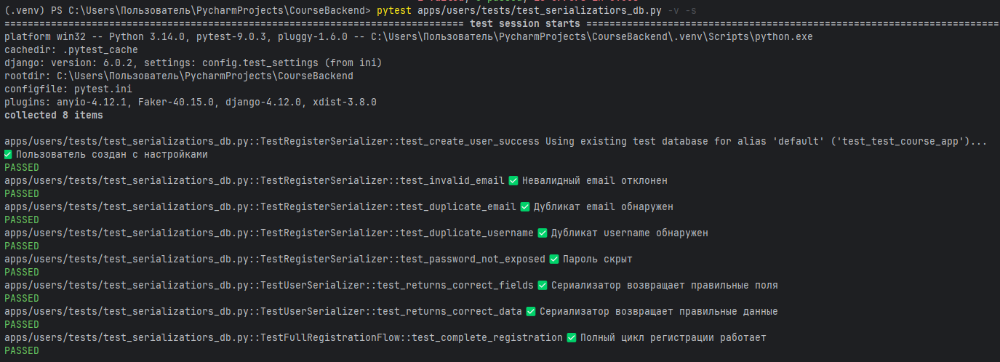 (.venv) PS C:\Users\Пользователь\PycharmProjects\CourseBackend> pytest apps/users/tests/test_serializatiors_db.py -v -s
============================= test session starts =============================
platform win32 -- Python 3.14.0, pytest-9.0.3, pluggy-1.6.0 -- C:\Users\Пользователь\PycharmProjects\CourseBackend\.venv\Scripts\python.exe
cachedir: .pytest_cache
django: version: 6.0.2, settings: config.test_settings (from ini)
rootdir: C:\Users\Пользователь\PycharmProjects\CourseBackend
configfile: pytest.ini
plugins: anyio-4.12.1, Faker-40.15.0, django-4.12.0, xdist-3.8.0
collected 8 items
apps/users/tests/test_serializatiors_db.py::TestRegisterSerializer::test_create_user_success Using existing test database for alias 'default' ('test_test_course_app')...
✅ Пользователь создан с настройками
PASSED
apps/users/tests/test_serializatiors_db.py::TestRegisterSerializer::test_invalid_email ✅ Невалидный email отклонен
PASSED
apps/users/tests/test_serializatiors_db.py::TestRegisterSerializer::test_duplicate_email ✅ Дубликат email обнаружен
PASSED
apps/users/tests/test_serializatiors_db.py::TestRegisterSerializer::test_duplicate_username ✅ Дубликат username обнаружен
PASSED
apps/users/tests/test_serializatiors_db.py::TestRegisterSerializer::test_password_not_exposed ✅ Пароль скрыт
PASSED
apps/users/tests/test_serializatiors_db.py::TestUserSerializer::test_returns_correct_fields ✅ Сериализатор возвращает правильные поля
PASSED
apps/users/tests/test_serializatiors_db.py::TestUserSerializer::test_returns_correct_data ✅ Сериализатор возвращает правильные данные
PASSED
apps/users/tests/test_serializatiors_db.py::TestFullRegistrationFlow::test_complete_registration ✅ Полный цикл регистрации работает
PASSED